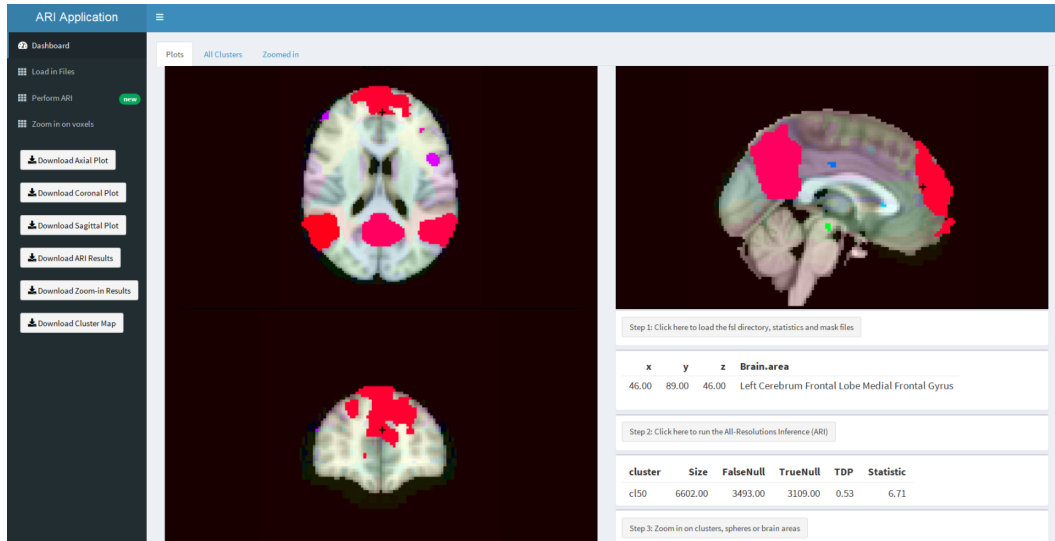 ARI Application
Dashboard
Load in Files
Perform ARI new
Zoom in on voxels
Download Axial Plot
Download Coronal Plot
Download Sagittal Plot
Download ARI Results
Download Zoom-in Results
Download Cluster Map
Plots All Clusters Zoomed in
Step 1: Click here to load the fsl directory, statistics and mask files
x y z Brain.area
46.00 89.00 46.00 Left Cerebrum Frontal Lobe Medial Frontal Gyrus
Step 2: Click here to run the All-Resolutions Inference (ARI)
cluster Size FalseNull TrueNull TDP Statistic
cl50 6602.00 3493.00 3109.00 0.53 6.71
Step 3: Zoom in on clusters, spheres or brain areas